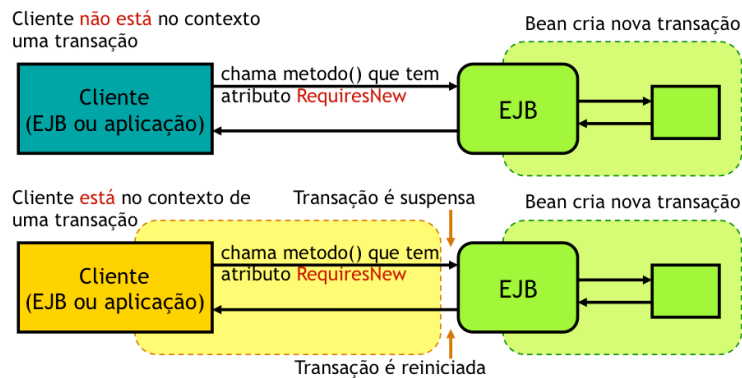 Cliente não está no contexto
uma transação
Bean cria nova transação
chama metodo() que tem
atributo RequiresNew
Cliente
(EJB ou aplicação)
EJB
Cliente está no contexto de
uma transação
Transação é suspensa
Bean cria nova transação
chama metodo() que tem
atributo RequiresNew
Cliente
(EJB ou aplicação)
EJB
Transação é reiniciada